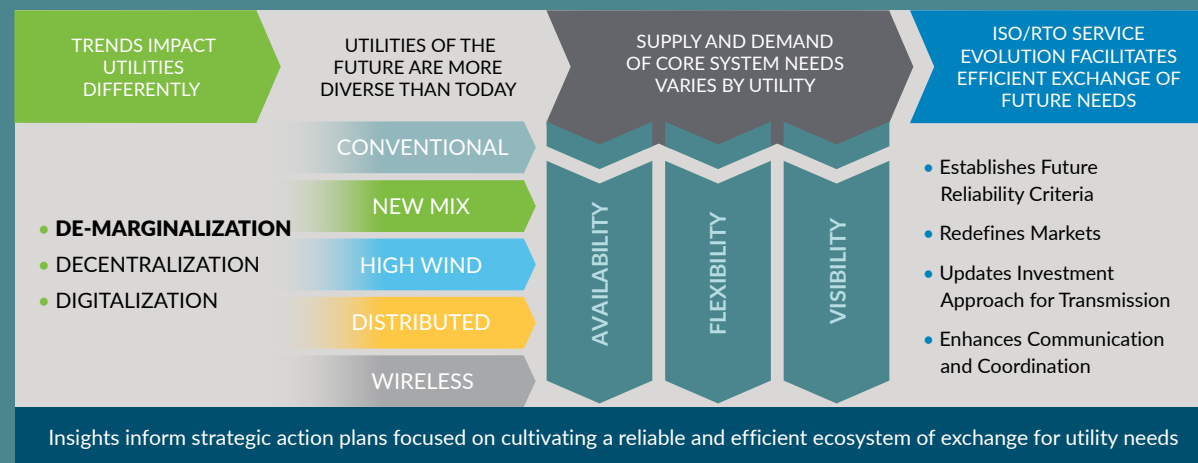 TRENDS IMPACT
UTILITIES
DIFFERENTLY
UTILITIES OF THE
FUTURE ARE MORE
DIVERSE THAN TODAY
SUPPLY AND DEMAND
OF CORE SYSTEM NEEDS
VARIES BY UTILITY
ISO/RTO SERVICE
EVOLUTION FACILITATES
EFFICIENT EXCHANGE OF
FUTURE NEEDS
• DE-MARGINALIZATION
• DECENTRALIZATION
• DIGITALIZATION
CONVENTIONAL
NEW MIX
HIGH WIND
DISTRIBUTED
WIRELESS
AVAILABILITY
FLEXIBILITY
VISIBILITY
• Establishes Future
Reliability Criteria
• Redefines Markets
• Updates Investment
Approach for Transmission
• Enhances Communication
and Coordination
Insights inform strategic action plans focused on cultivating a reliable and efficient ecosystem of exchange for utility needs